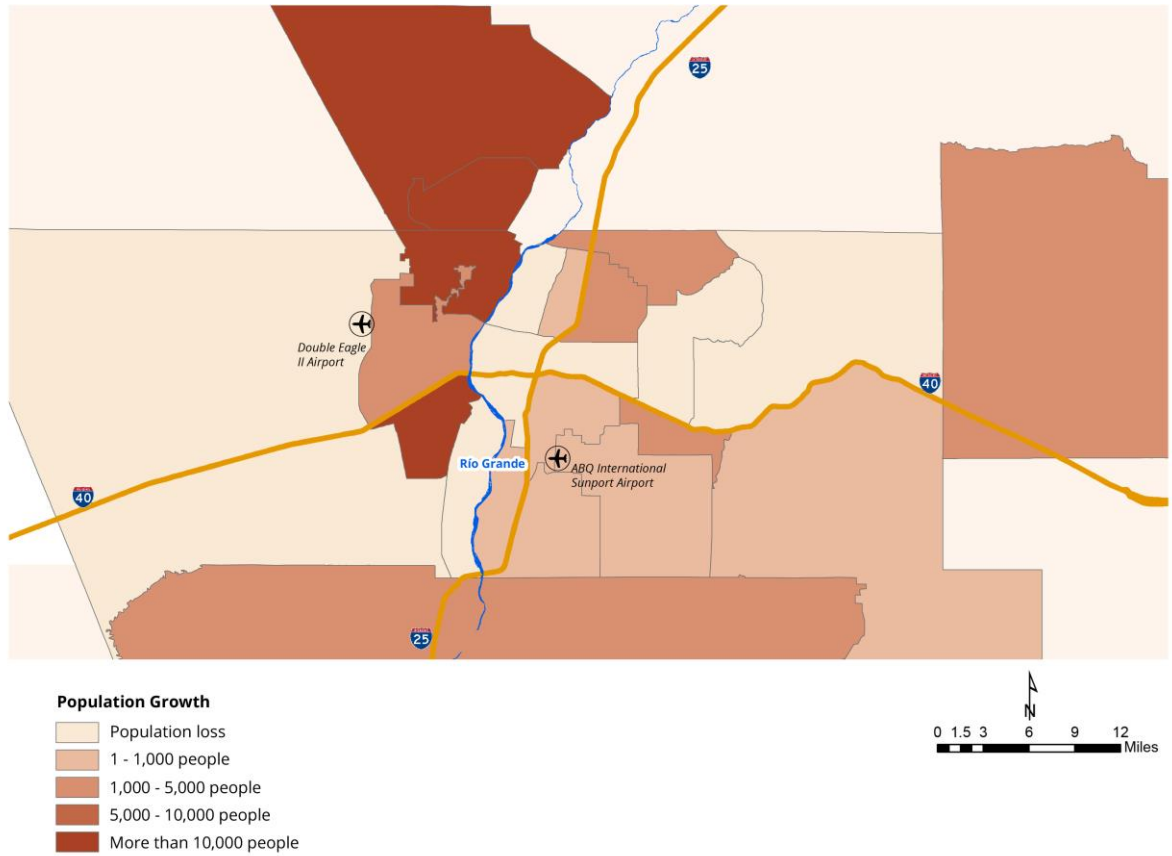 25
Double Eagle
II Airport
40
Río Grande
ABQ International
Sunport Airport
40
25
Population Growth
Population loss
1 - 1,000 people
1,000 - 5,000 people
5,000 - 10,000 people
More than 10,000 people
N
0 1.5 3 6 9 12
Miles